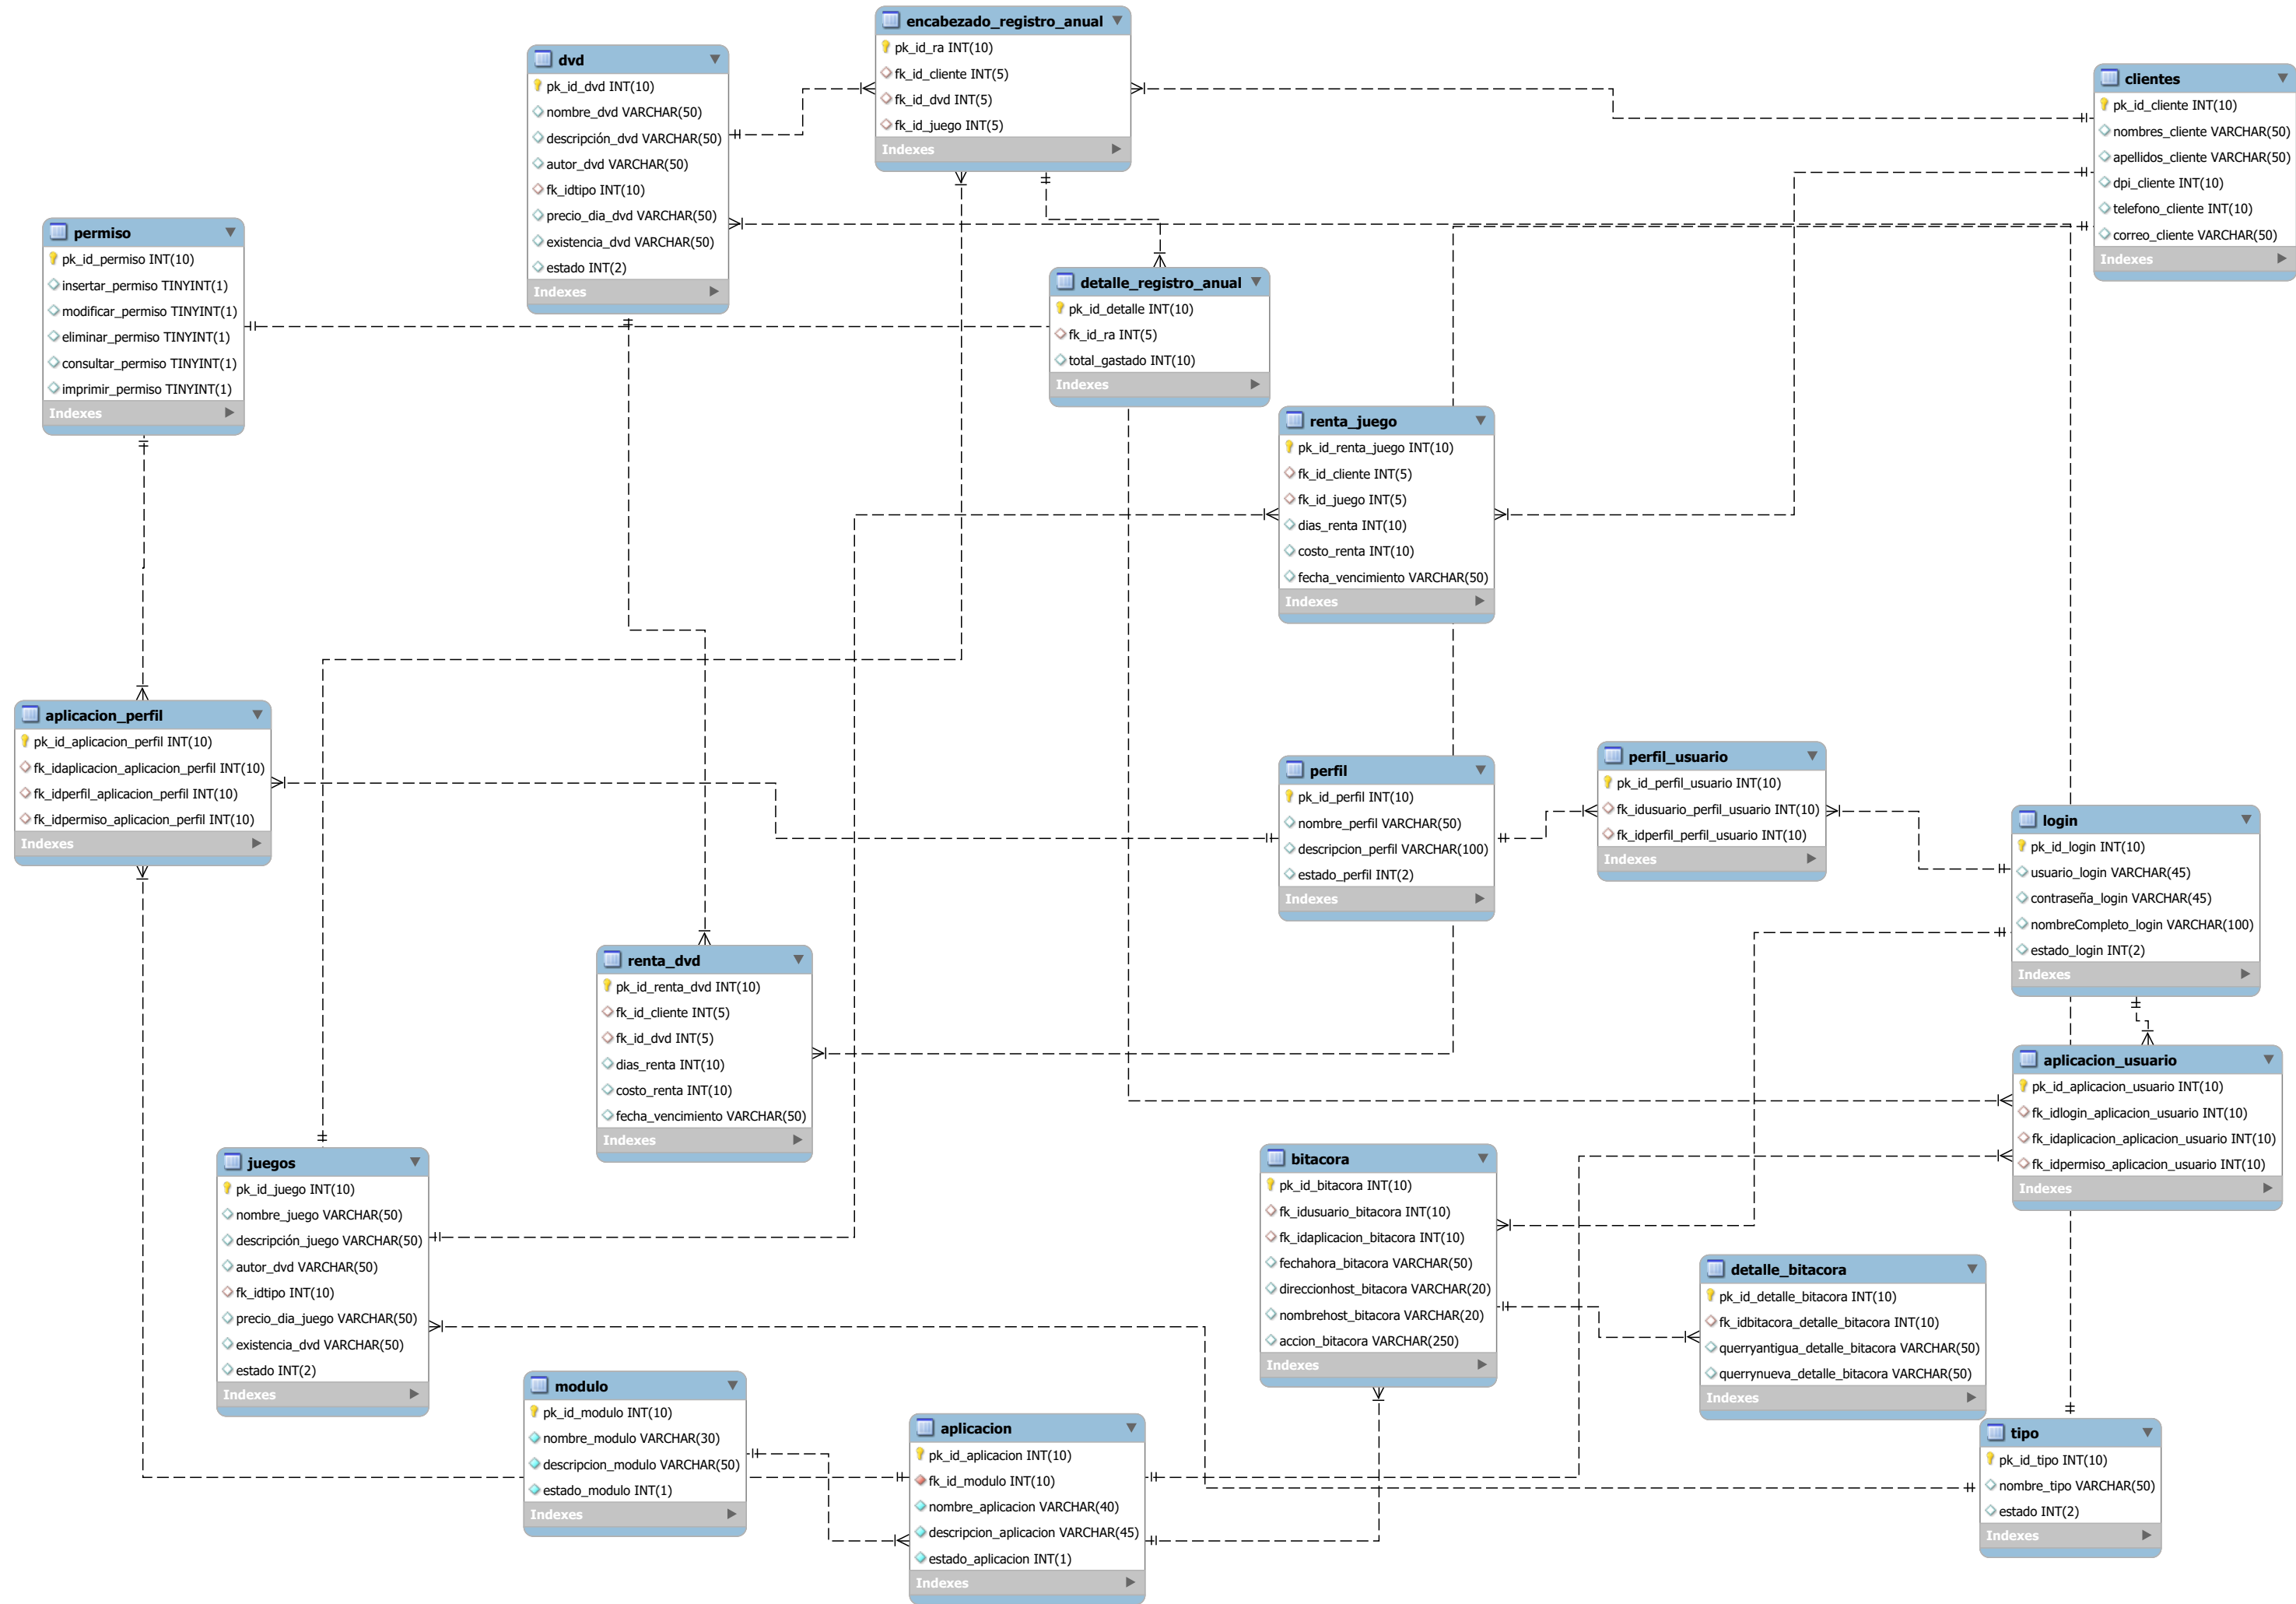 encabezado_registro_anual
pk_id_ra INT(10)
fk_id_cliente INT(5)
fk_id_dvd INT(5)
fk_id_juego INT(5)
Indexes
dvd
pk_id_dvd INT(10)
nombre_dvd VARCHAR(50)
descripción_dvd VARCHAR(50)
autor_dvd VARCHAR(50)
fk_idtipo INT(10)
precio_dia_dvd VARCHAR(50)
existencia_dvd VARCHAR(50)
estado INT(2)
Indexes
clientes
pk_id_cliente INT(10)
nombres_cliente VARCHAR(50)
apellidos_cliente VARCHAR(50)
dpi_cliente INT(10)
telefono_cliente INT(10)
correo_cliente VARCHAR(50)
Indexes
permiso
pk_id_permiso INT(10)
insertar_permiso TINYINT(1)
modificar_permiso TINYINT(1)
eliminar_permiso TINYINT(1)
consultar_permiso TINYINT(1)
imprimir_permiso TINYINT(1)
Indexes
detalle_registro_anual
pk_id_detalle INT(10)
fk_id_ra INT(5)
total_gastado INT(10)
Indexes
renta_juego
pk_id_renta_juego INT(10)
fk_id_cliente INT(5)
fk_id_juego INT(5)
dias_renta INT(10)
costo_renta INT(10)
fecha_vencimiento VARCHAR(50)
Indexes
aplicacion_perfil
pk_id_aplicacion_perfil INT(10)
fk_idaplicacion_aplicacion_perfil INT(10)
fk_idperfil_aplicacion_perfil INT(10)
fk_idpermiso_aplicacion_perfil INT(10)
Indexes
perfil
pk_id_perfil INT(10)
nombre_perfil VARCHAR(50)
descripcion_perfil VARCHAR(100)
estado_perfil INT(2)
Indexes
perfil_usuario
pk_id_perfil_usuario INT(10)
fk_idusuario_perfil_usuario INT(10)
fk_idperfil_perfil_usuario INT(10)
Indexes
login
pk_id_login INT(10)
usuario_login VARCHAR(45)
contraseña_login VARCHAR(45)
nombreCompleto_login VARCHAR(100)
estado_login INT(2)
Indexes
renta_dvd
pk_id_renta_dvd INT(10)
fk_id_cliente INT(5)
fk_id_dvd INT(5)
dias_renta INT(10)
costo_renta INT(10)
fecha_vencimiento VARCHAR(50)
Indexes
aplicacion_usuario
pk_id_aplicacion_usuario INT(10)
fk_idlogin_aplicacion_usuario INT(10)
fk_idaplicacion_aplicacion_usuario INT(10)
fk_idpermiso_aplicacion_usuario INT(10)
Indexes
juegos
pk_id_juego INT(10)
nombre_juego VARCHAR(50)
descripción_juego VARCHAR(50)
autor_dvd VARCHAR(50)
fk_idtipo INT(10)
precio_dia_juego VARCHAR(50)
existencia_dvd VARCHAR(50)
estado INT(2)
Indexes
bitacora
pk_id_bitacora INT(10)
fk_idusuario_bitacora INT(10)
fk_idaplicacion_bitacora INT(10)
fechahora_bitacora VARCHAR(50)
direccionhost_bitacora VARCHAR(20)
nombrehost_bitacora VARCHAR(20)
accion_bitacora VARCHAR(250)
Indexes
detalle_bitacora
pk_id_detalle_bitacora INT(10)
fk_idbitacora_detalle_bitacora INT(10)
querryantigua_detalle_bitacora VARCHAR(50)
querrynueva_detalle_bitacora VARCHAR(50)
Indexes
modulo
pk_id_modulo INT(10)
nombre_modulo VARCHAR(30)
descripcion_modulo VARCHAR(50)
estado_modulo INT(1)
Indexes
aplicacion
pk_id_aplicacion INT(10)
fk_id_modulo INT(10)
nombre_aplicacion VARCHAR(40)
descripcion_aplicacion VARCHAR(45)
estado_aplicacion INT(1)
Indexes
tipo
pk_id_tipo INT(10)
nombre_tipo VARCHAR(50)
estado INT(2)
Indexes